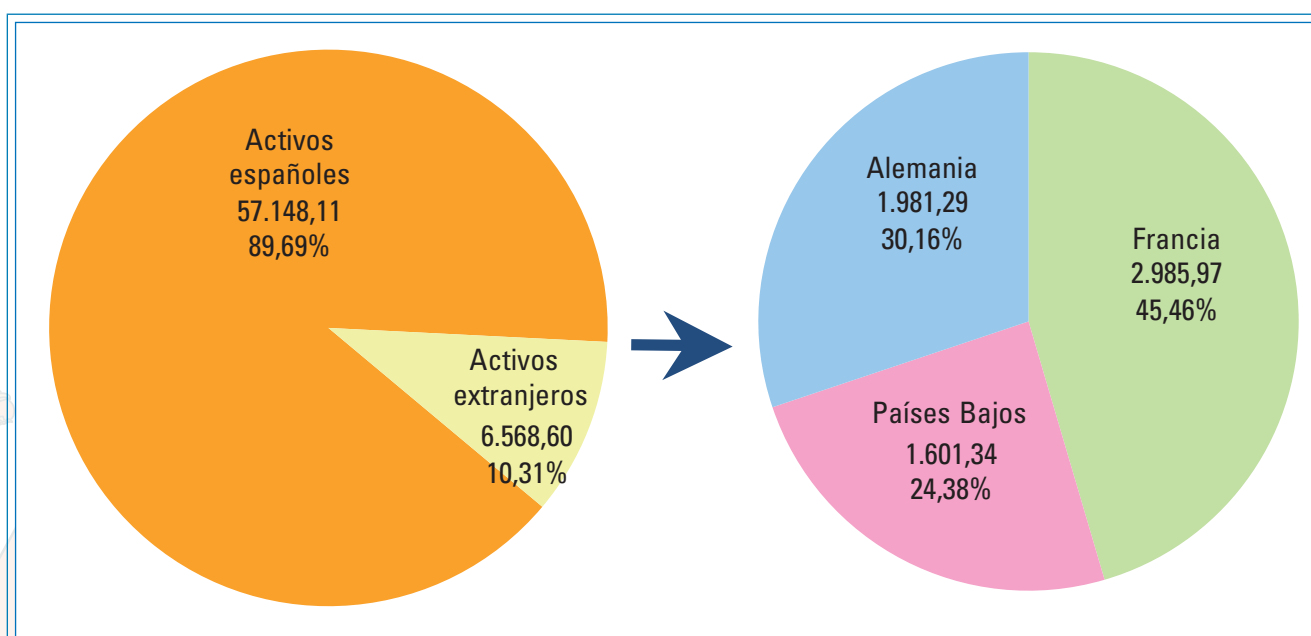 Activos
españoles
57.148,11
89,69%
Activos
extranjeros
6.568,60
10,31%
Alemania
1.981,29
30,16%
Francia
2.985,97
45,46%
Países Bajos
1.601,34
24,38%